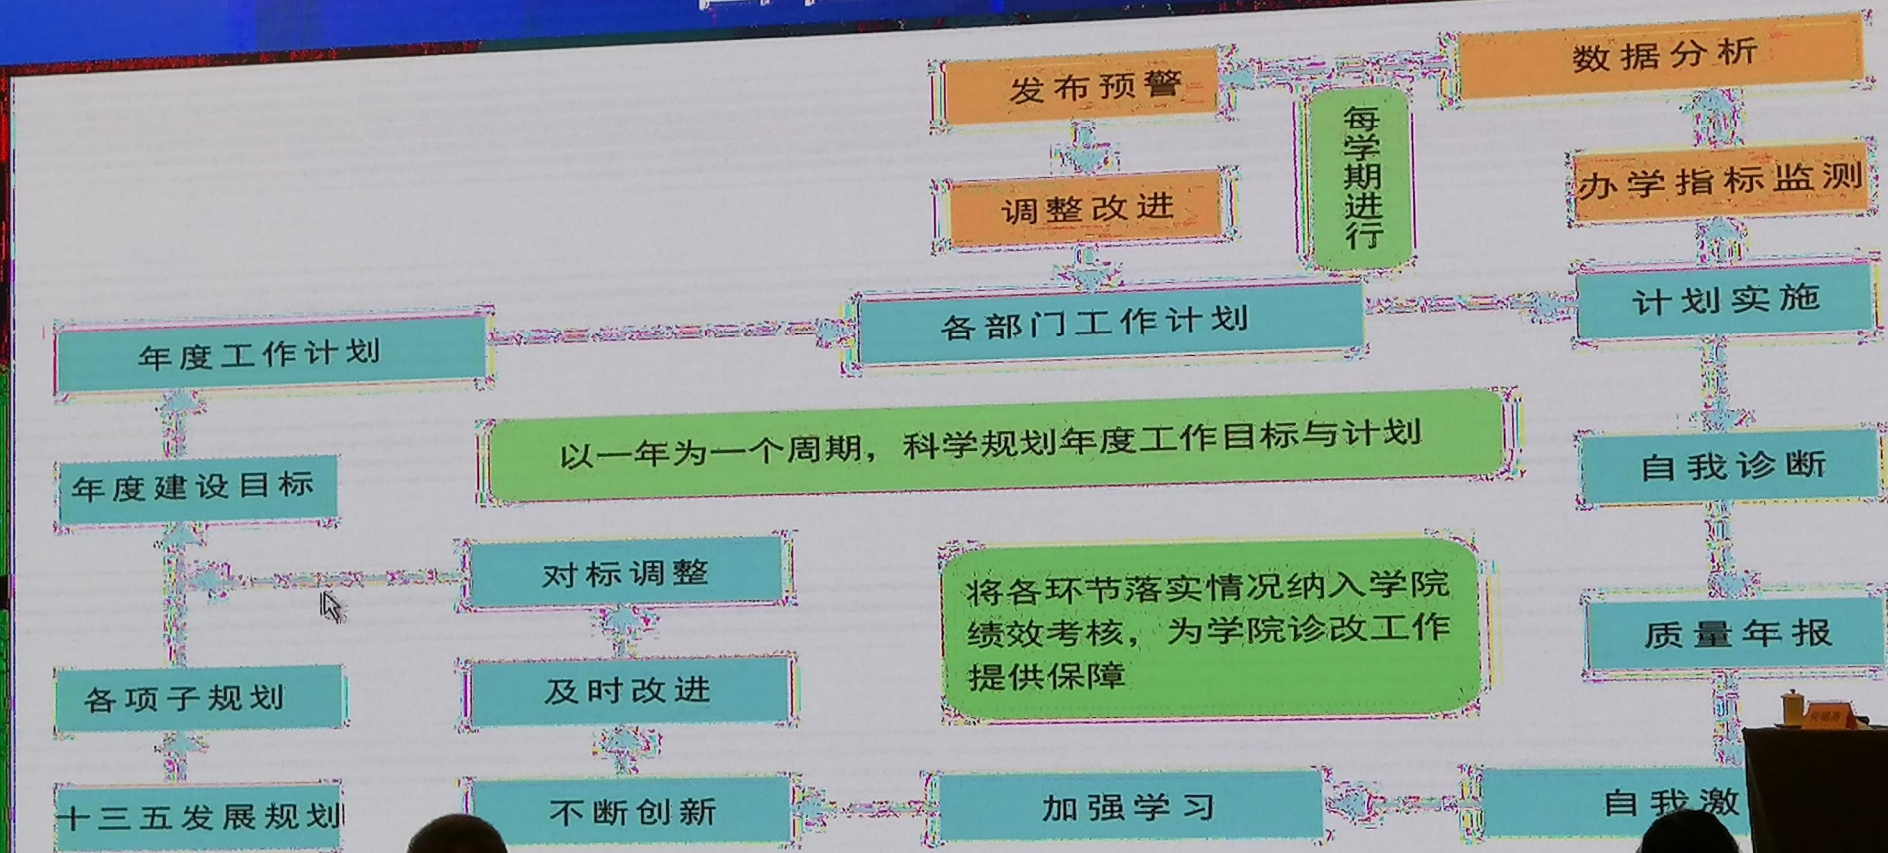 发布预警
数据分析
每学期进行
调整改进
办学指标监测
年度工作计划
各部门工作计划
计划实施
以一年为一个周期，科学规划年度工作目标与计划
年度建设目标
自我诊断
对标调整
将各环节落实情况纳入学院
绩效考核，为学院诊改工作
提供保障
各项子规划
及时改进
质量年报
十三五发展规划
不断创新
加强学习
自我激